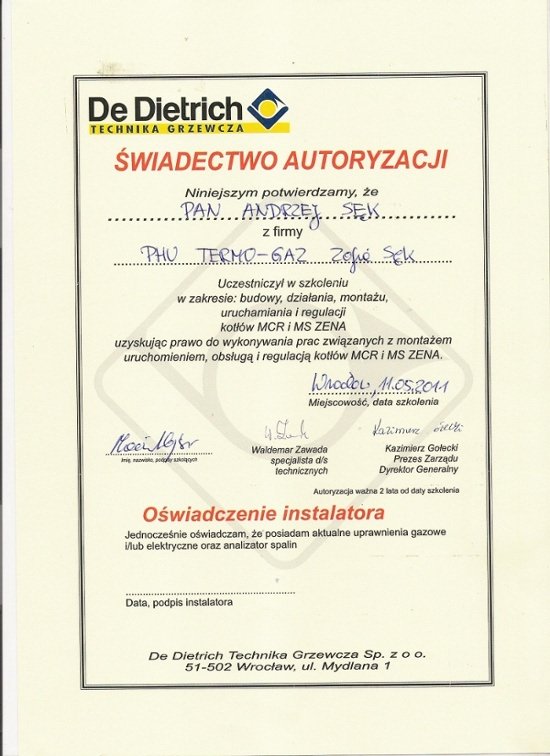 De Dietrich
TECHNIKA GRZEWCZA
ŚWIADECTWO AUTORYZACJI
Niniejszym potwierdzamy, że
PAN ANDRZEJ SĘK
z firmy
PHU TERMO-GAZ Zofia SĘK
Uczestniczył w szkoleniu
w zakresie: budowy, działania, montażu,
uruchamiania i regulacji
kotłów MCR i MS ZENA
uzyskując prawo do wykonywania prac związanych z montażem
uruchomieniem, obsługą i regulacją kotłów MCR i MS ZENA.
Wrocław, 11.05.2011
Miejscowość, data szkolenia
imię, nazwisko, podpisy szkolących
Waldemar Zawada
specjalista d/s
technicznych
Kazimierz Gołecki
Prezes Zarządu
Dyrektor Generalny
Autoryzacja ważna 2 lata od daty szkolenia
Oświadczenie instalatora
Jednocześnie oświadczam, że posiadam aktualne uprawnienia gazowe
i/lub elektryczne oraz analizator spalin
Data, podpis instalatora
De Dietrich Technika Grzewcza Sp. z o o.
51-502 Wrocław, ul. Mydlana 1